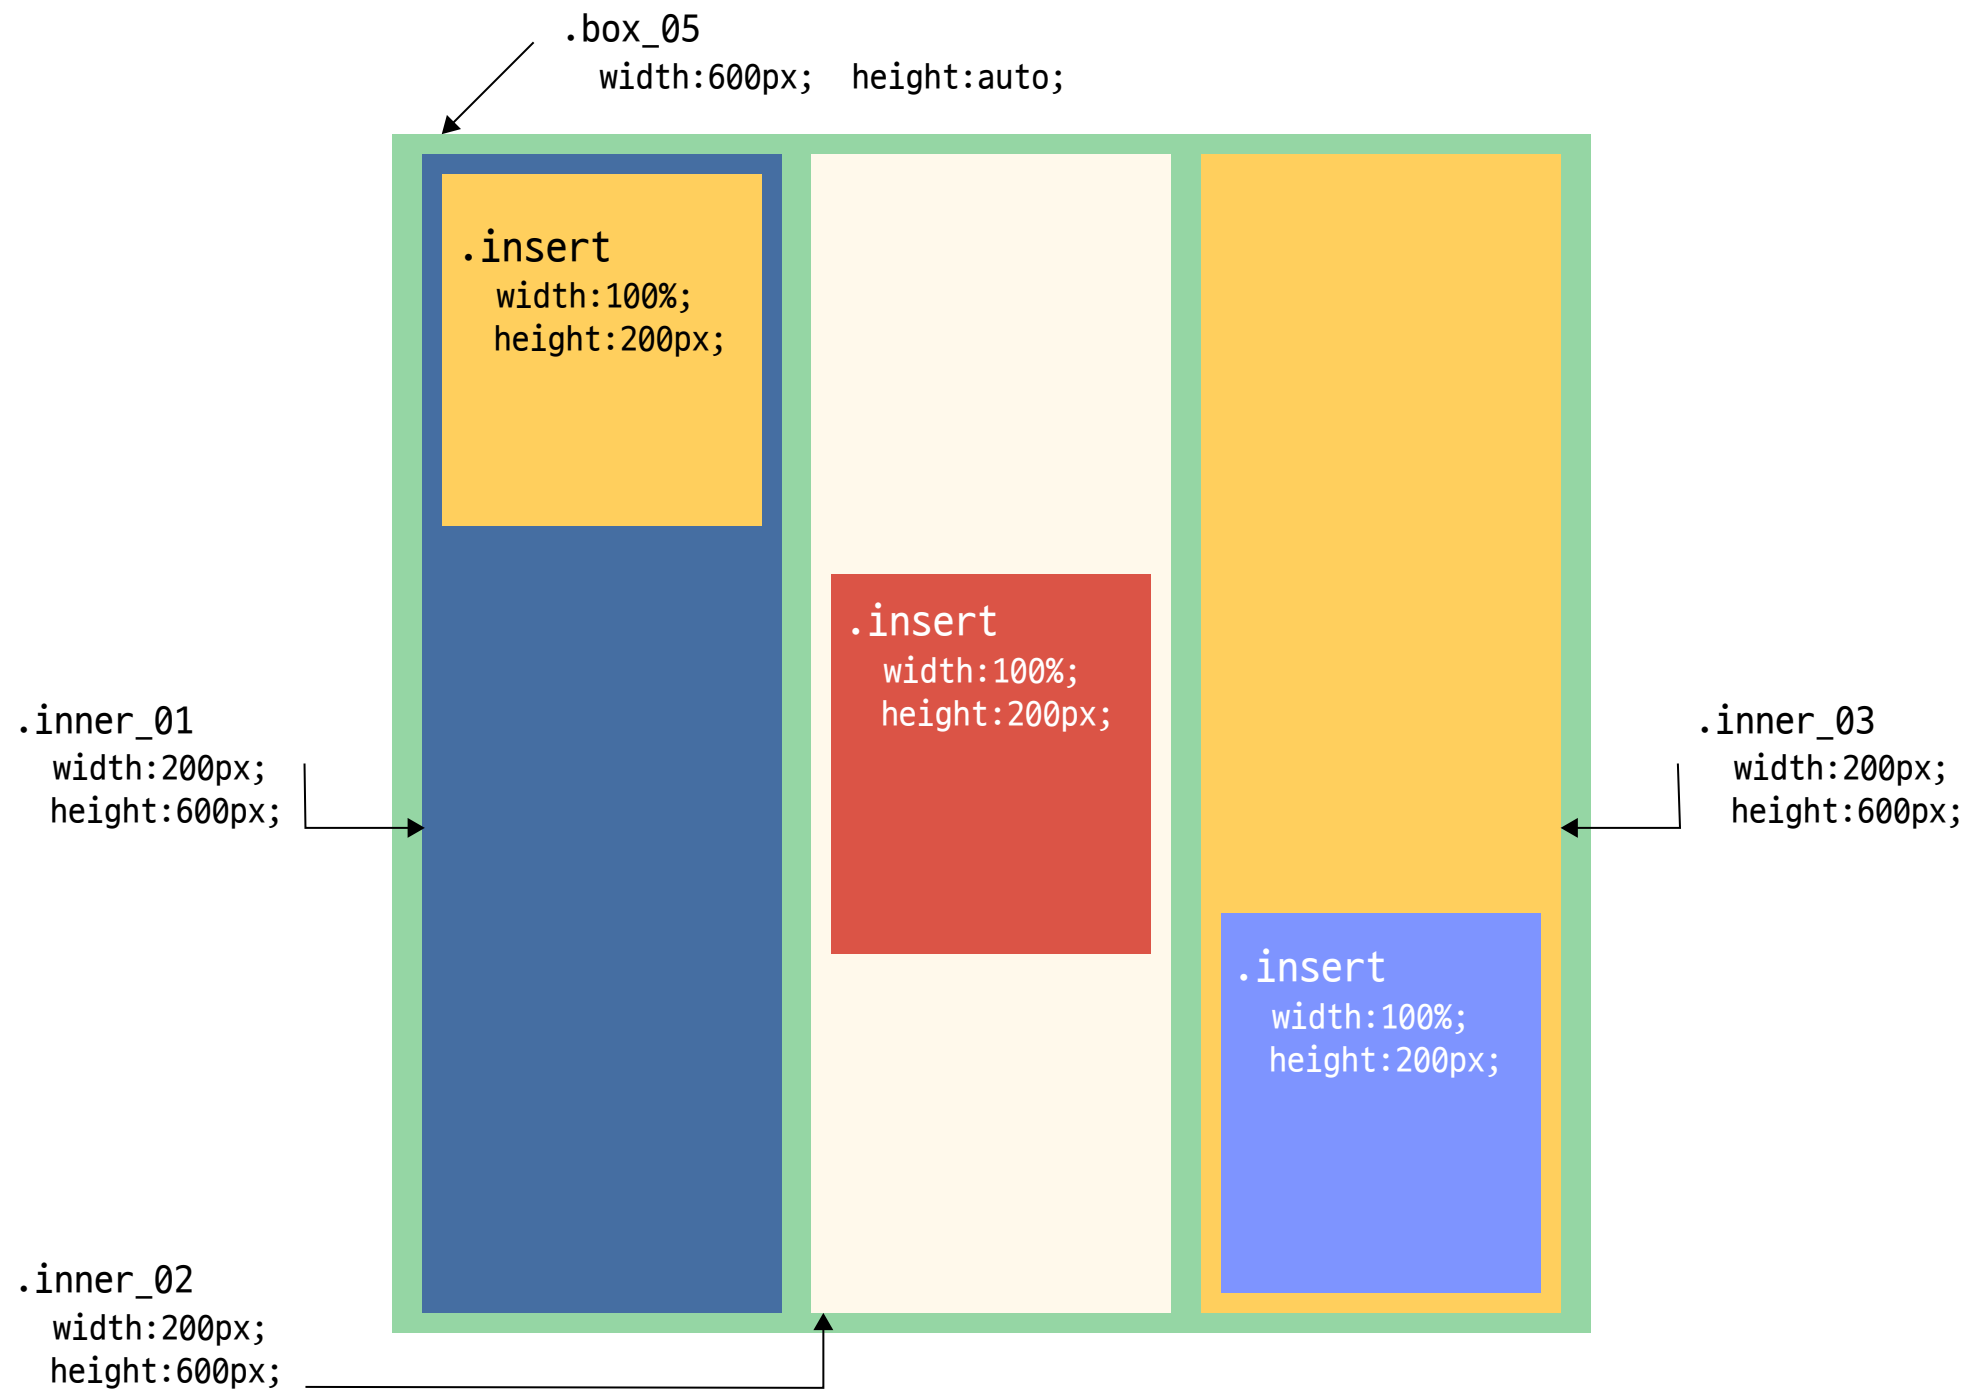 .box_05
width:600px; height:auto;
.insert
width:100%;
height:200px;
.insert
width:100%;
height:200px;
.inner_01
width:200px;
height:600px;
.inner_03
width:200px;
height:600px;
.insert
width:100%;
height:200px;
.inner_02
width:200px;
height:600px;